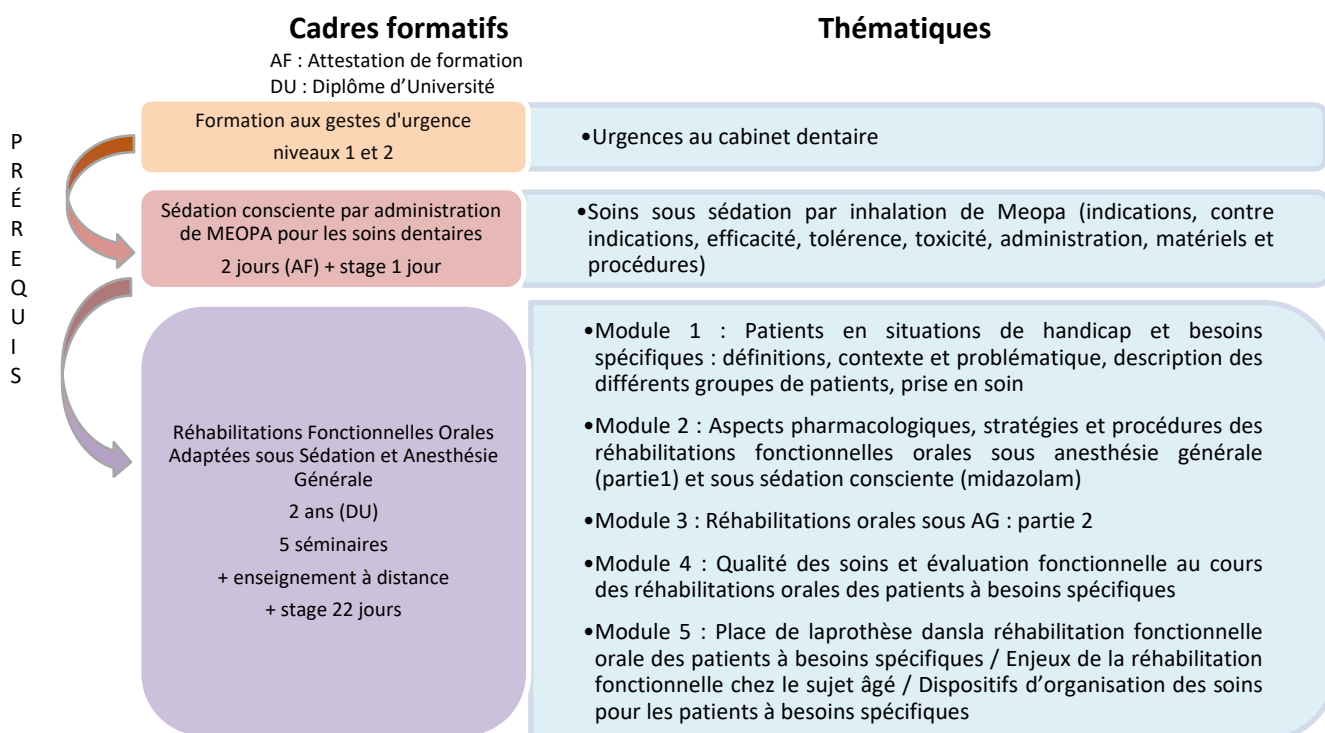 Cadres formatifs
AF : Attestation de formation
DU : Diplôme d'Université
Thématiques
PRÉREQUIS
Formation aux gestes d'urgence
niveaux 1 et 2
•Urgences au cabinet dentaire
Sédation consciente par administration
de MEOPA pour les soins dentaires
2 jours (AF) + stage 1 jour
•Soins sous sédation par inhalation de Meopa (indications, contre
indications, efficacité, tolérence, toxicité, administration, matériels et
procédures)
Réhabilitations Fonctionnelles Orales
Adaptées sous Sédation et Anesthésie
Générale
2 ans (DU)
5 séminaires
+ enseignement à distance
+ stage 22 jours
•Module 1 : Patients en situations de handicap et besoins
spécifiques : définitions, contexte et problématique, description des
différents groupes de patients, prise en soin
•Module 2 : Aspects pharmacologiques, stratégies et procédures des
réhabilitations fonctionnelles orales sous anesthésie générale
(partie1) et sous sédation consciente (midazolam)
•Module 3 : Réhabilitations orales sous AG : partie 2
•Module 4 : Qualité des soins et évaluation fonctionnelle au cours
des réhabilitations orales des patients à besoins spécifiques
•Module 5 : Place de laprothèse dansla réhabilitation fonctionnelle
orale des patients à besoins spécifiques / Enjeux de la réhabilitation
fonctionnelle chez le sujet âgé / Dispositifs d'organisation des soins
pour les patients à besoins spécifiques